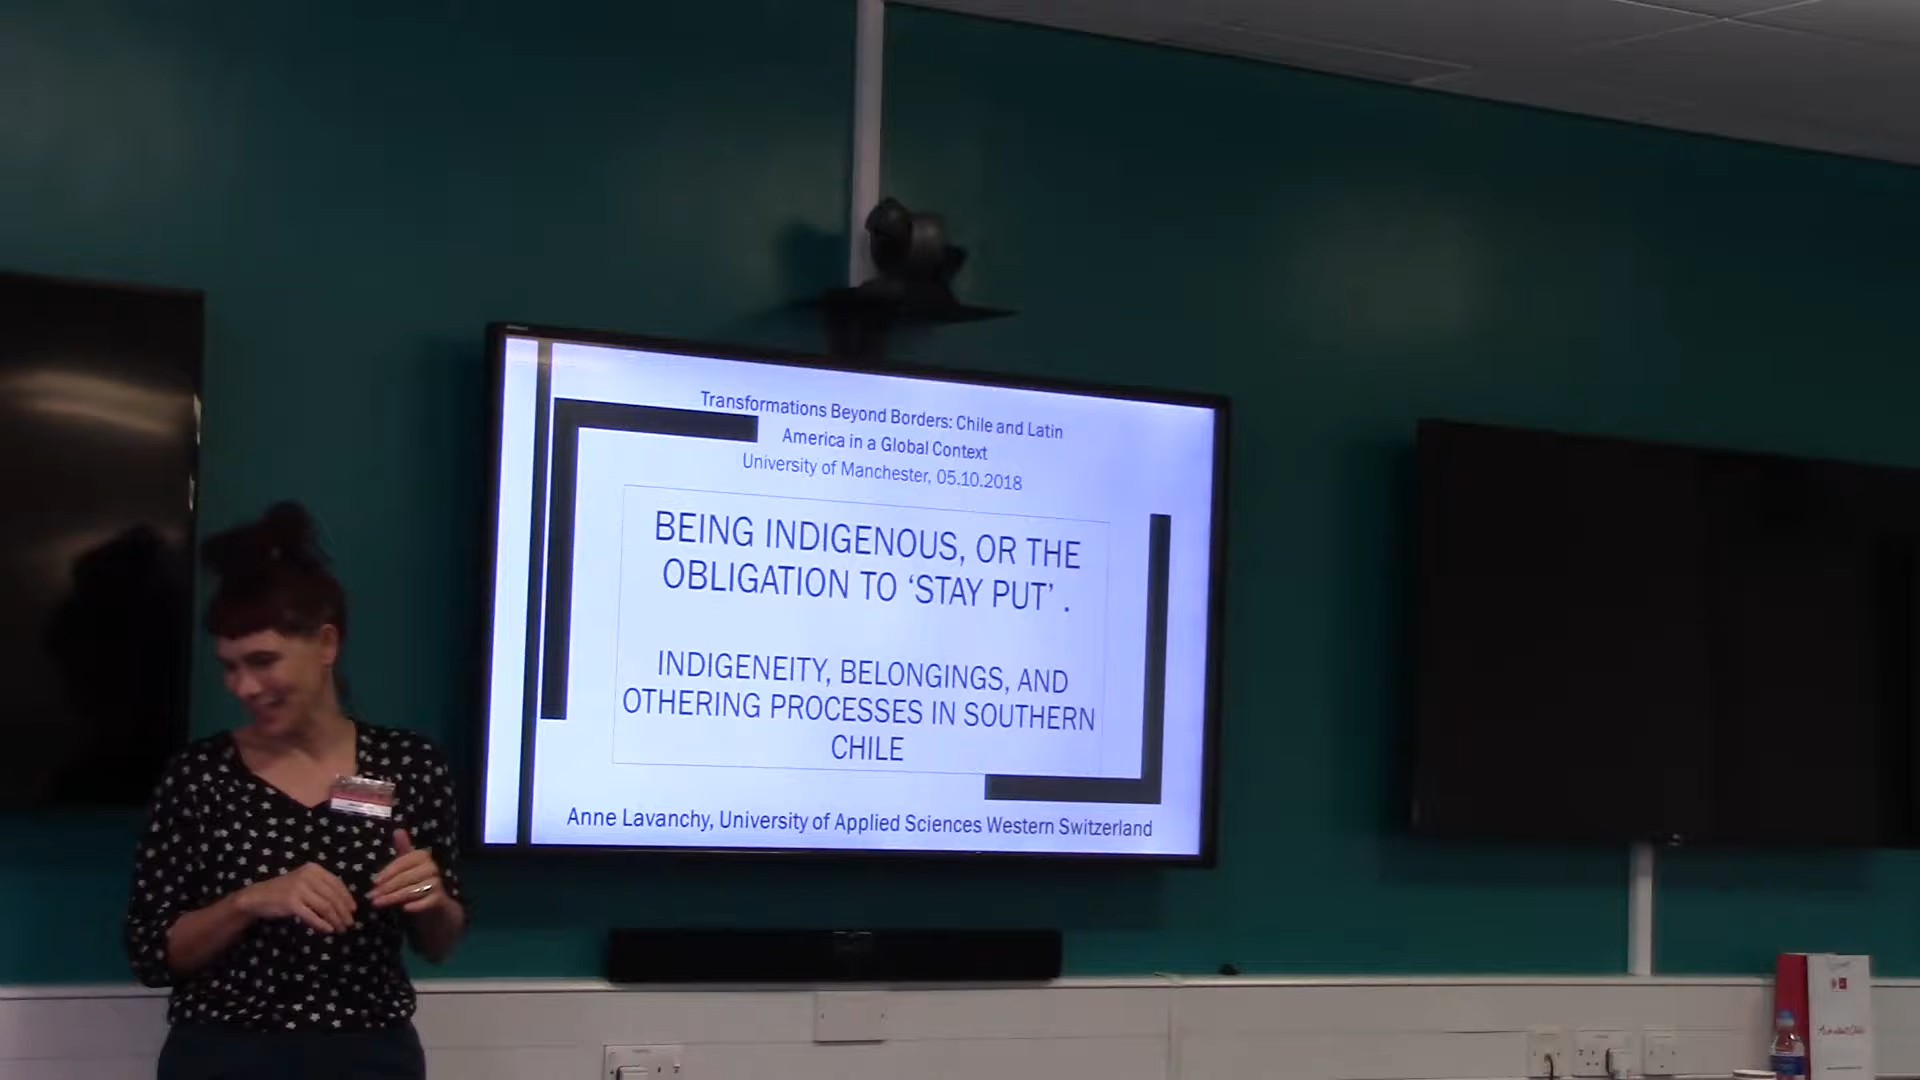 Transformations Beyond Borders: Chile and Latin
America in a Global Context
University of Manchester, 05.10.2018
BEING INDIGENOUS, OR THE
OBLIGATION TO ‘STAY PUT’ .
INDIGENEITY, BELONGINGS, AND
OTHERING PROCESSES IN SOUTHERN
CHILE
Anne Lavanchy, University of Applied Sciences Western Switzerland